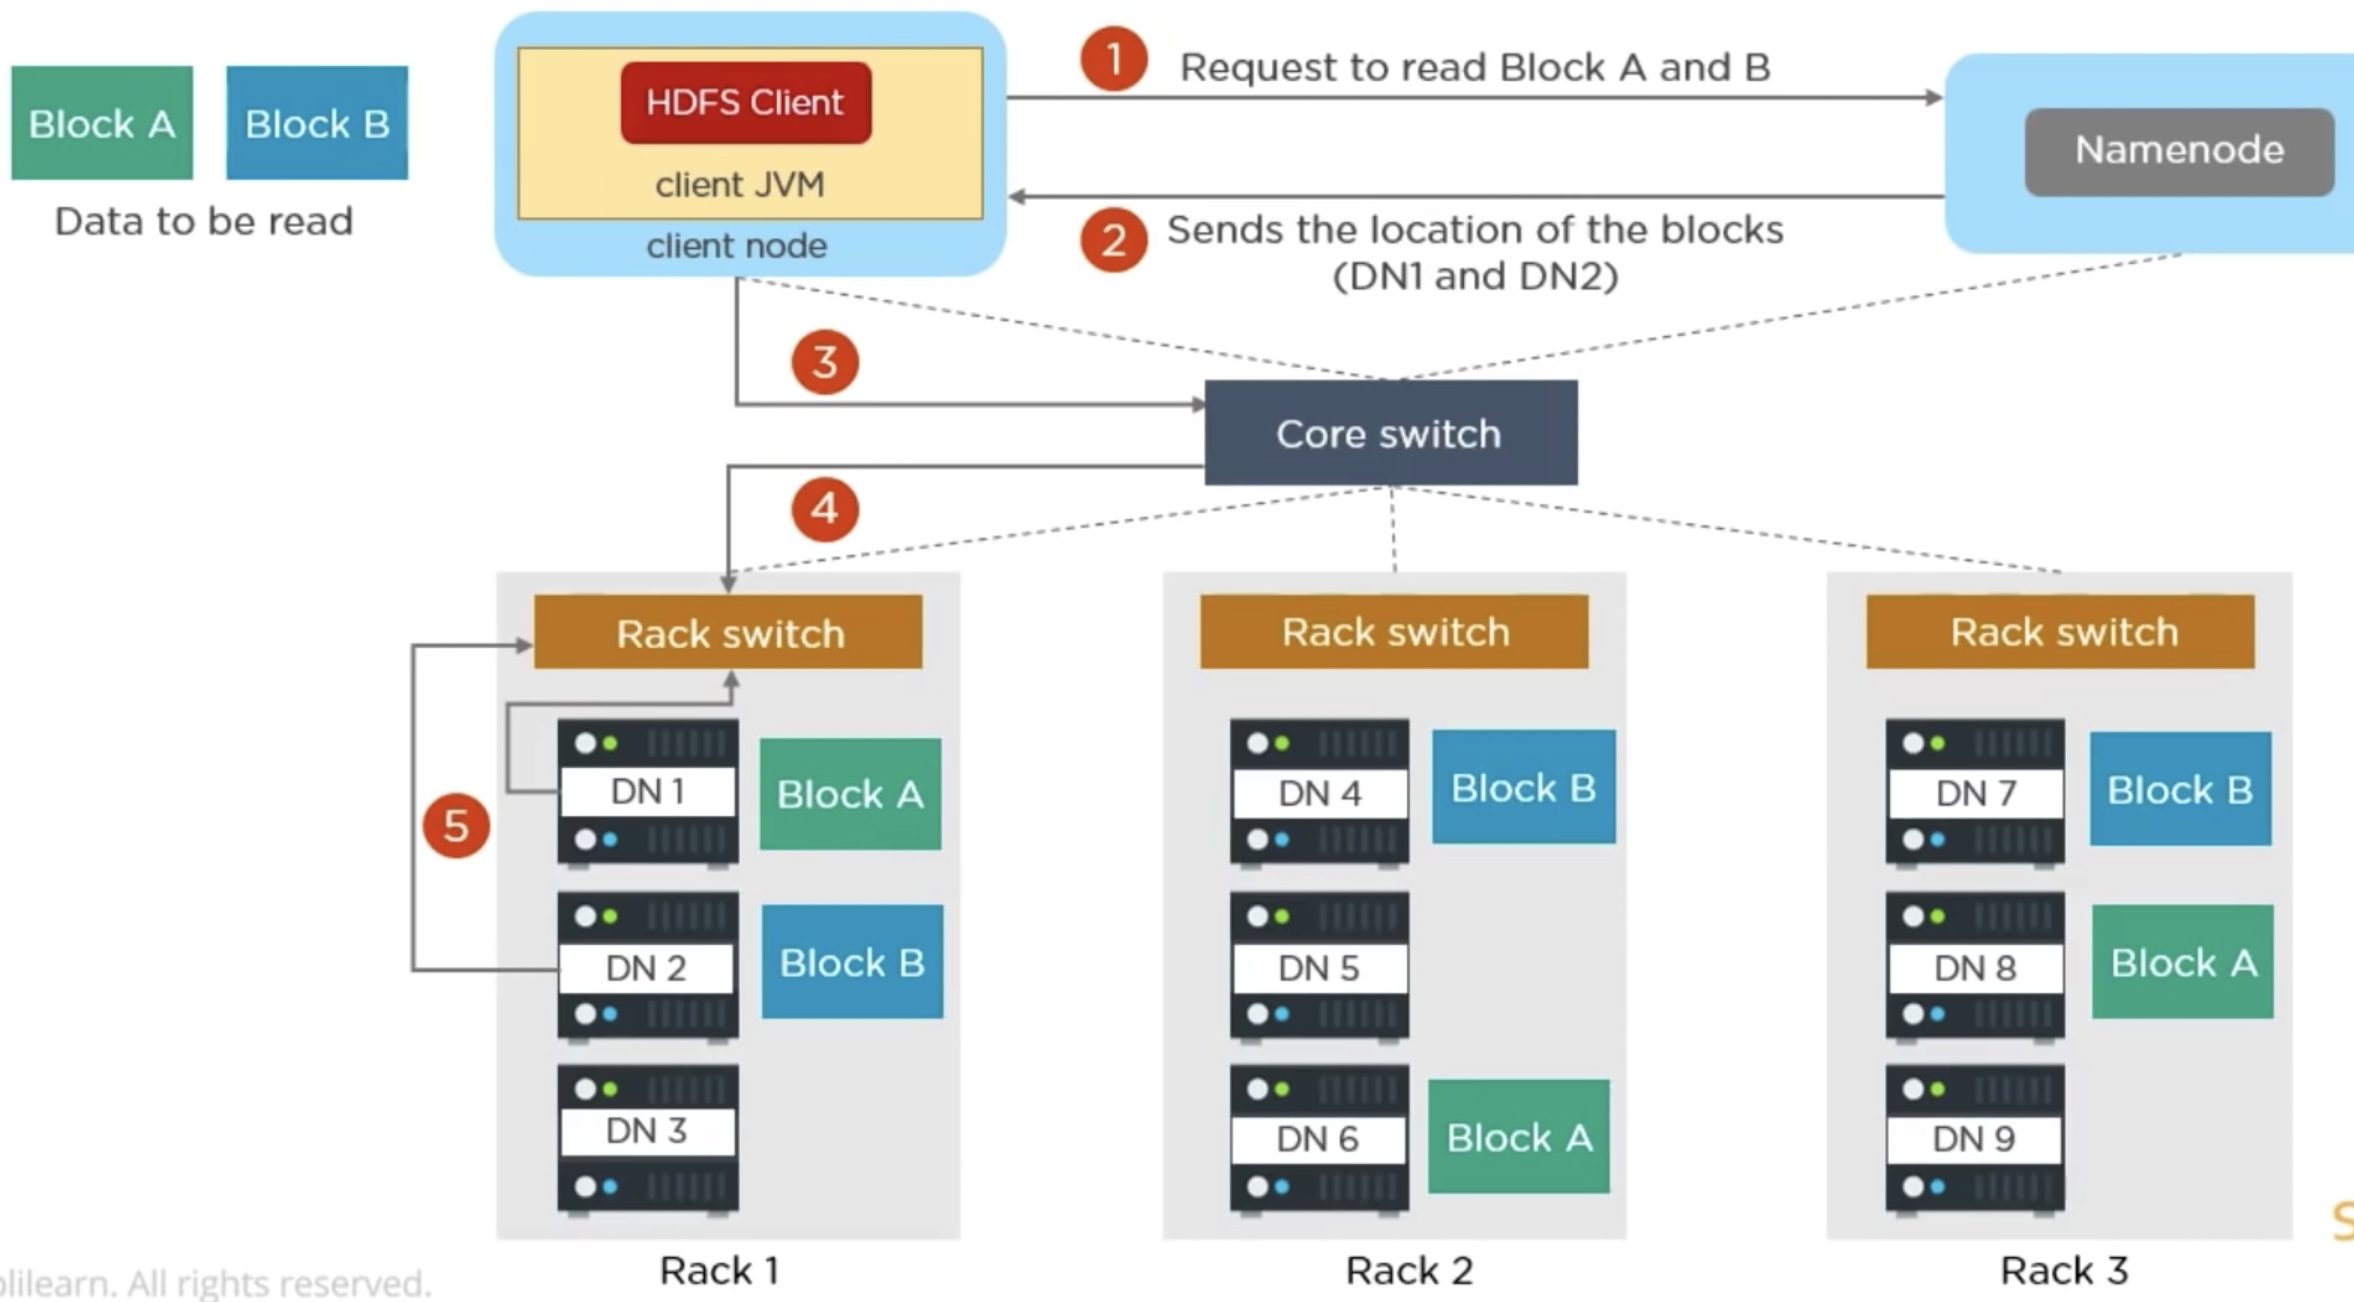 Block A
Block B
Data to be read
HDFS Client
client JVM
client node
1
Request to read Block A and B
Namenode
2
Sends the location of the blocks
(DN1 and DN2)
3
Core switch
4
Rack switch
5
DN 1
Block A
DN 2
Block B
DN 3
Rack 1
Rack switch
DN 4
Block B
DN 5
DN 6
Block A
Rack 2
Rack switch
DN 7
Block B
DN 8
Block A
DN 9
Rack 3
All rights reserved.